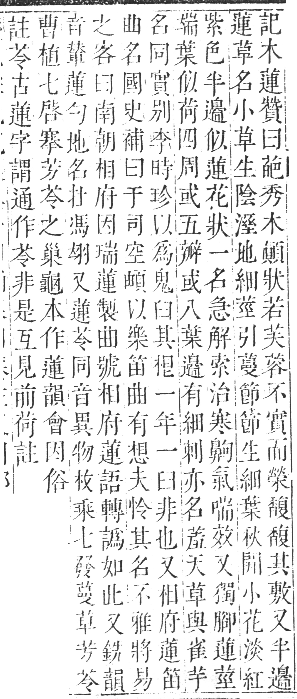 記木蓮贊曰葩秀木顛狀若芙蓉不實而榮馥馥其敷又半邊
蓮草名小草生陰溼地細莖引蔓節節生細葉秋開小花淡紅
紫色半邊似蓮花狀一名急解索治寒齁氣喘效又獨腳蓮莖
端葉似荷四周或五瓣或八葉邊有細刺亦名羞天草與雀芋
名同實別李時珍以為鬼臼其根一年一臼非也又相府蓮笛
曲名國史補曰于司空頔以樂笛曲有想夫怜其名不雅將易
之客曰南朝相府因瑞蓮製曲號相府蓮語轉譌如此又銑韻
音輦蓮勺地名在馮翊又蓮苓同音異物枚乘七發蔓草芳苓
曹植七啓搴芳苓之巢龜本作蓮韻會因俗
註苓古蓮字謂通作苓非是互見前荷註